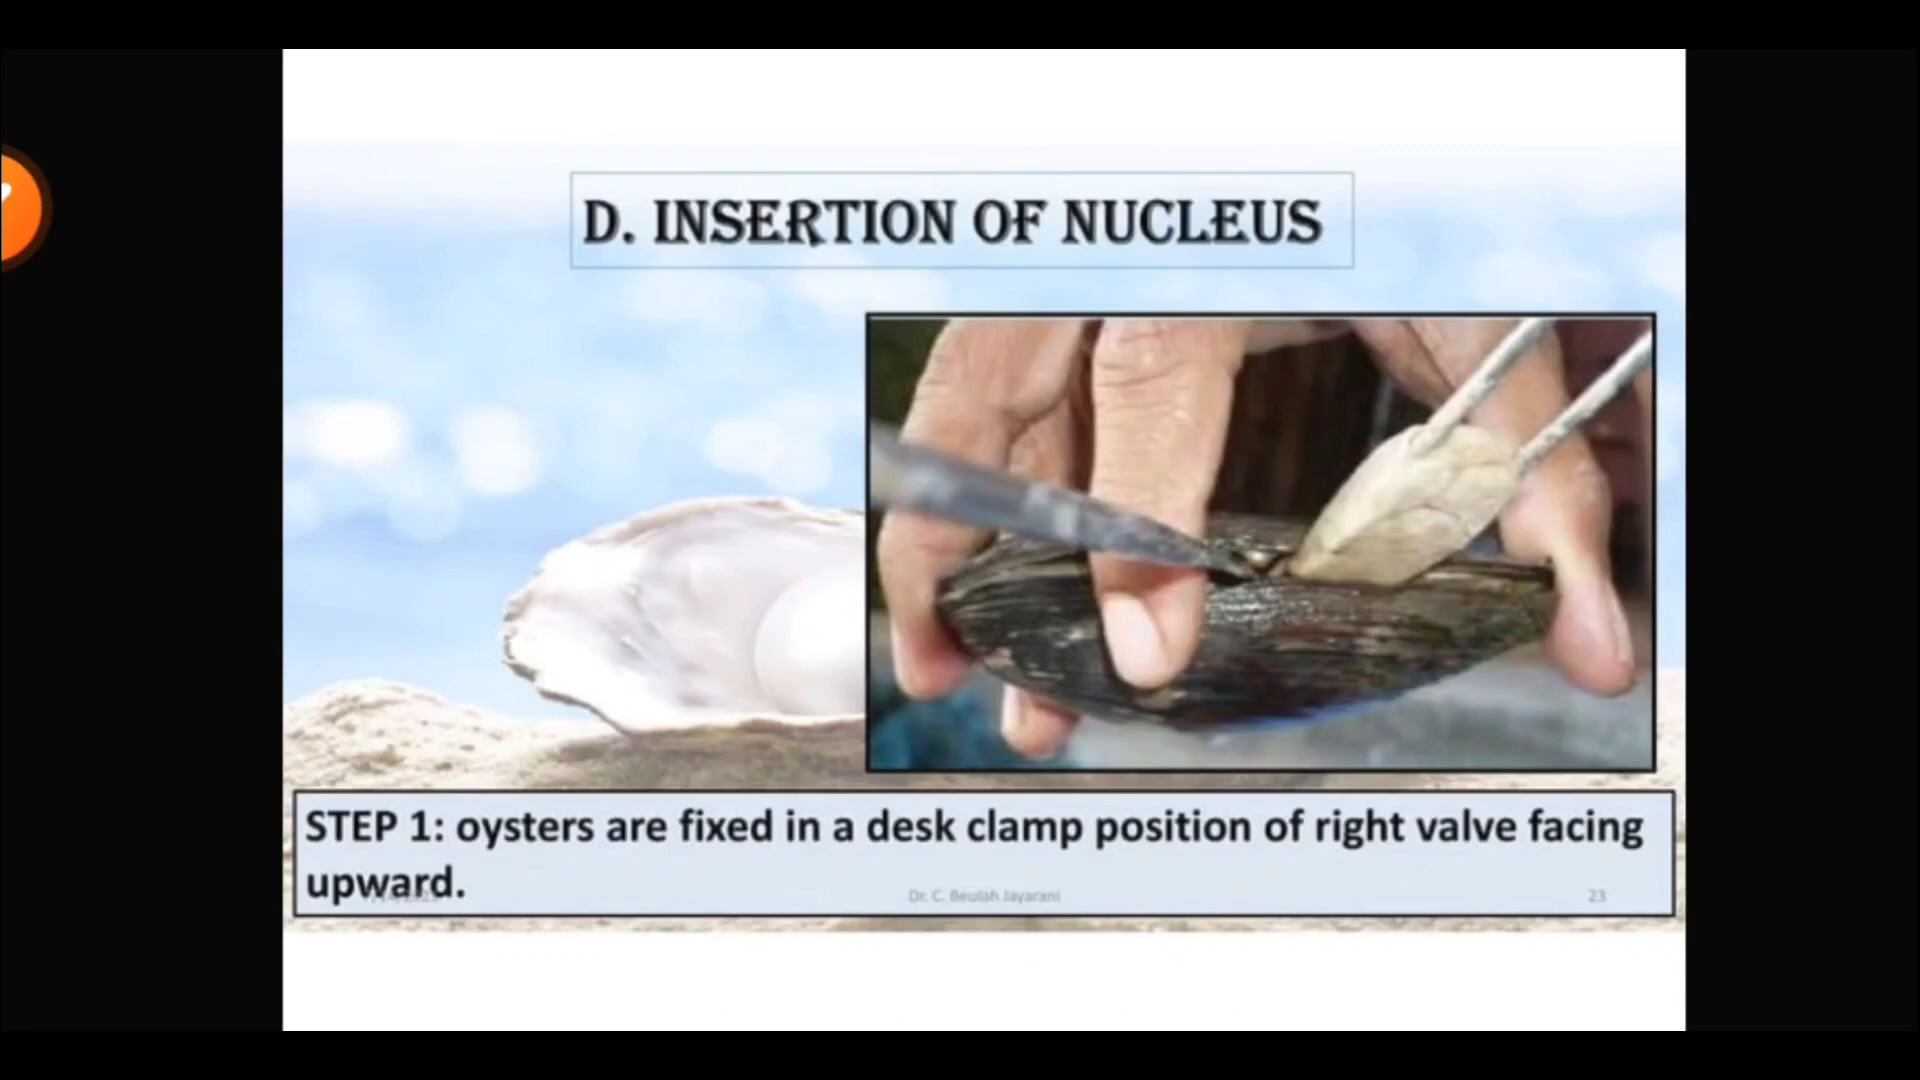 D. INSERTION OF NUCLEUS
STEP 1: oysters are fixed in a desk clamp position of right valve facing
upward.
Dr. C. Beulah Jayarani
23